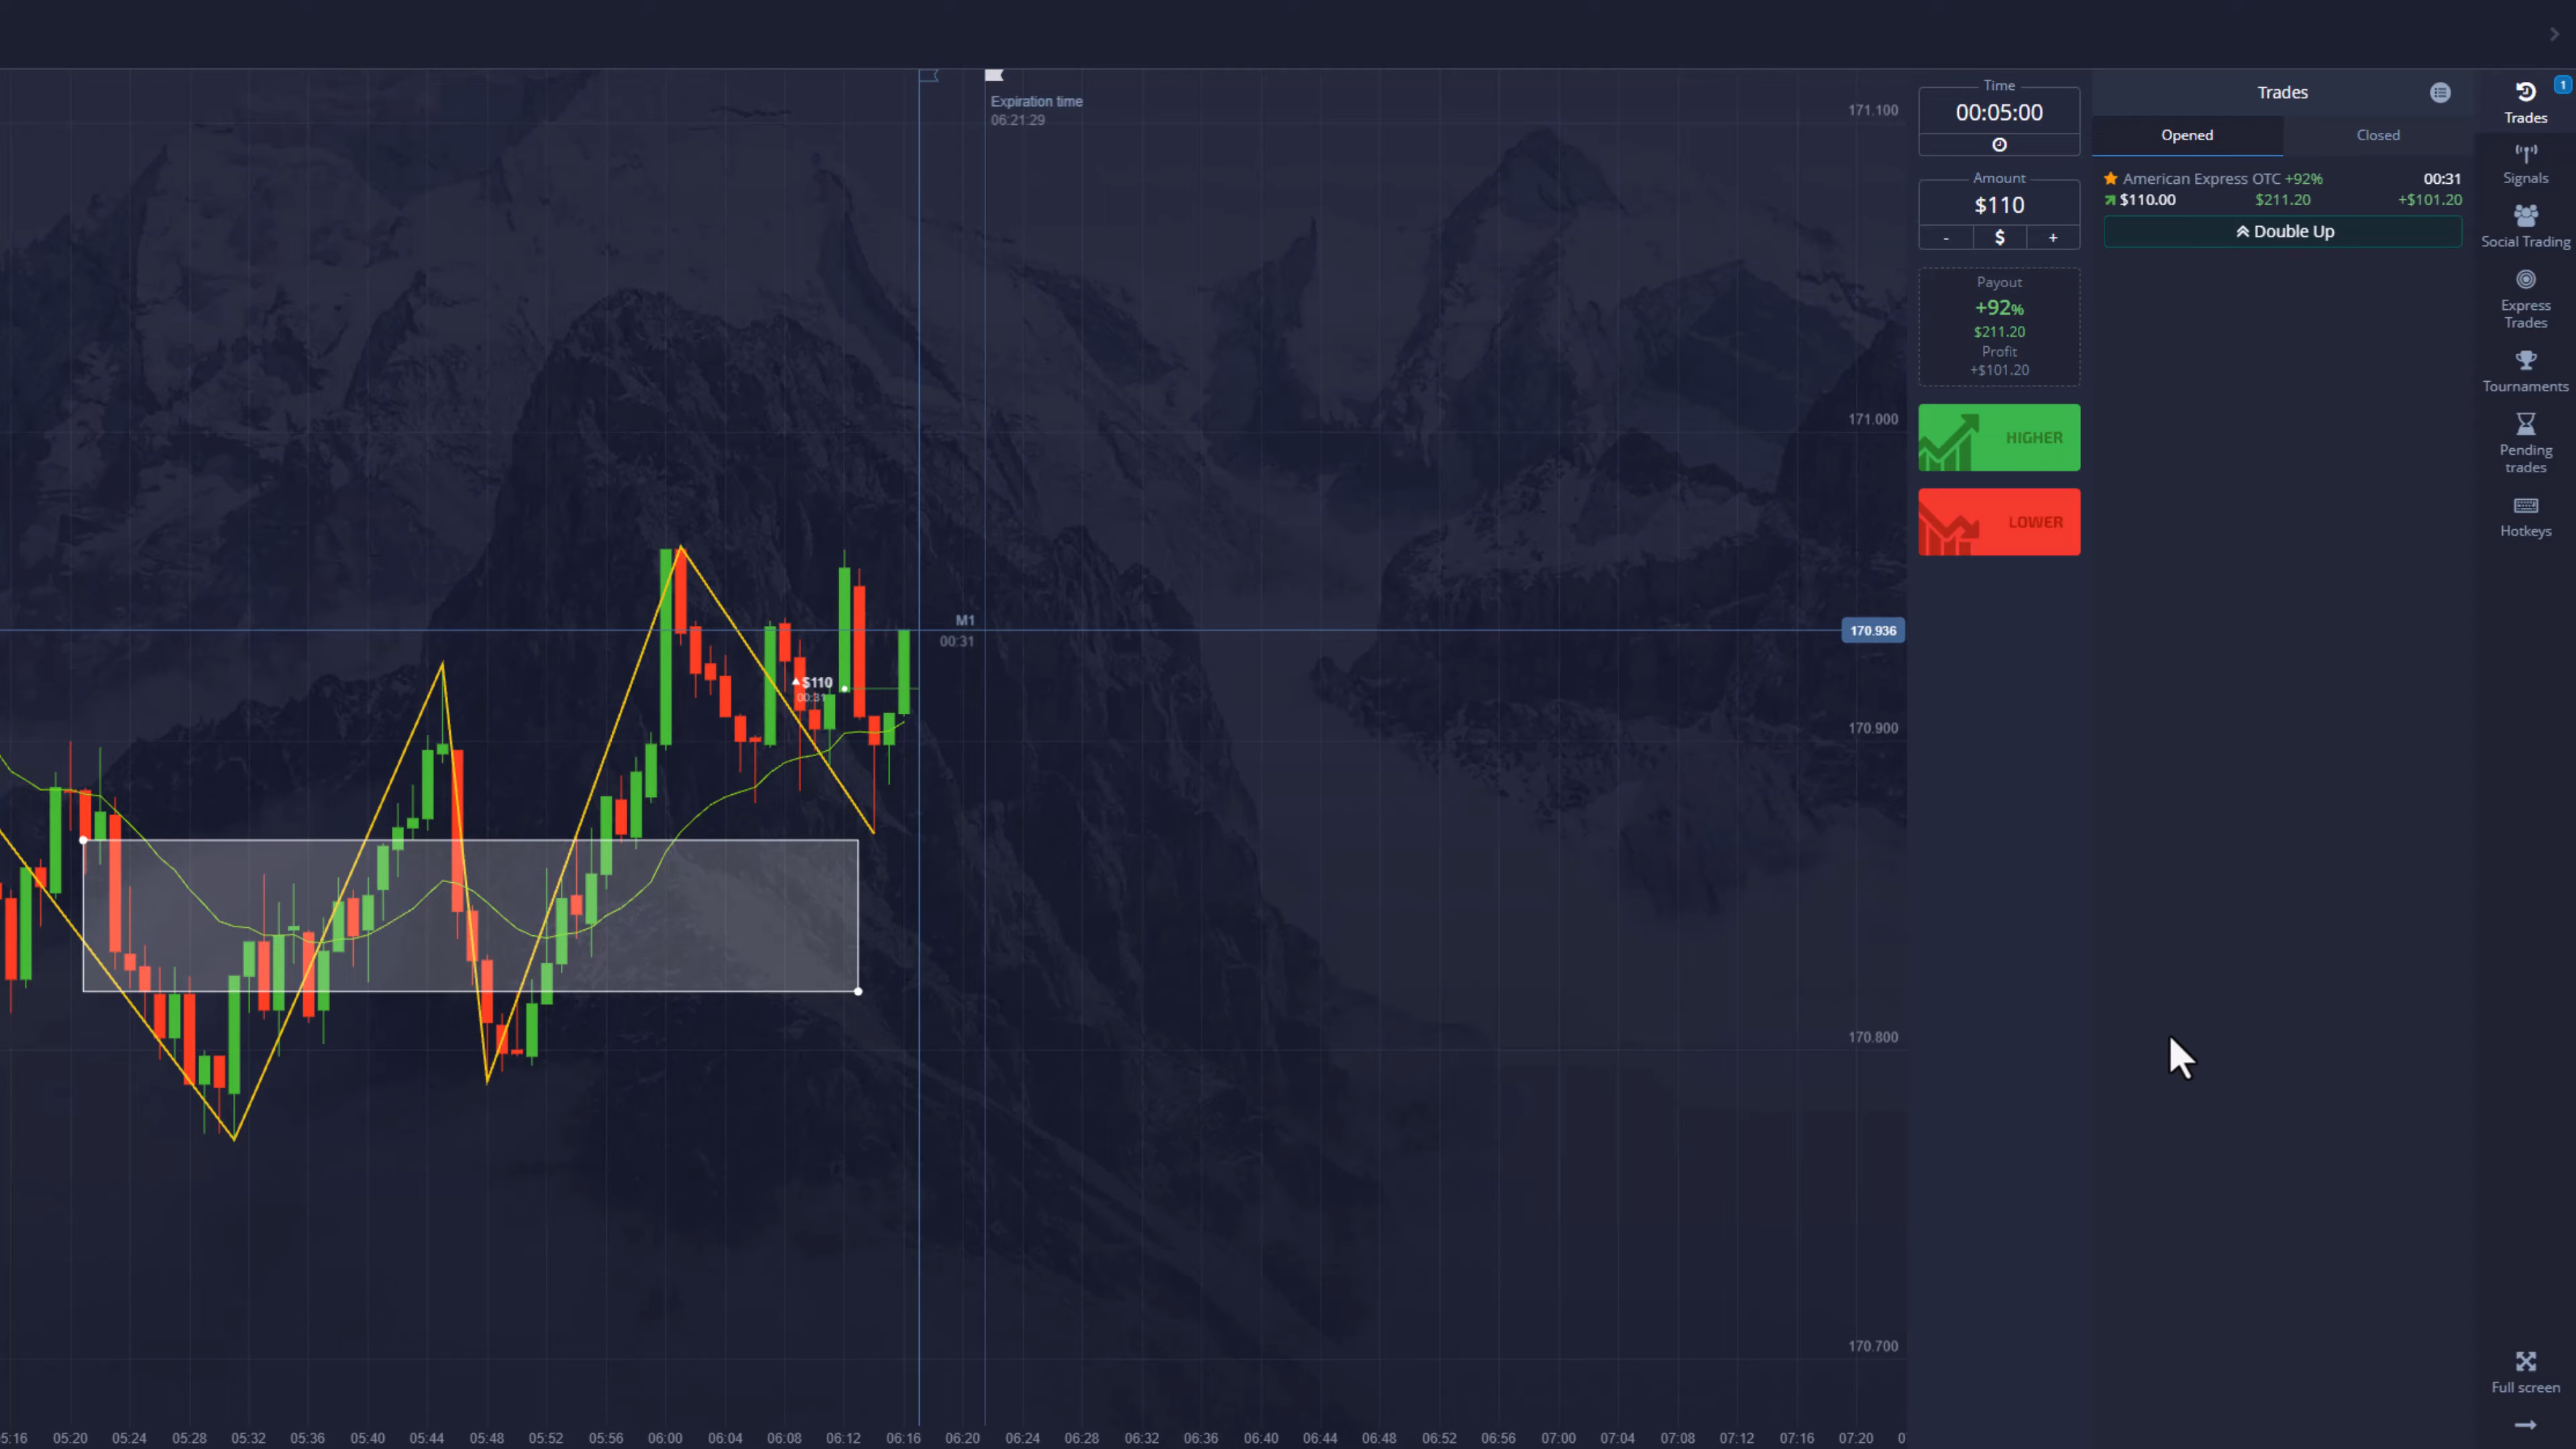 Expiration time
06:21:29
171.100
171.000
170.936
170.900
170.800
170.700
M1
00:31
$110
00:31
05:20 05:24 05:28 05:32 05:36 05:40 05:44 05:48 05:52 05:56 06:00 06:04 06:08 06:12 06:16 06:20 06:24 06:28 06:32 06:36 06:40 06:44 06:48 06:52 06:56 07:00 07:04 07:08 07:12 07:16 07:20
Time
00:05:00
Amount
$110
- $ +
Payout
+92%
$211.20
Profit
+$101.20
HIGHER
LOWER
Trades
Opened Closed
American Express OTC +92% 00:31
$110.00 $211.20 +$101.20
Double Up
1
Trades
Signals
Social Trading
Express
Trades
Tournaments
Pending
trades
Hotkeys
Full screen